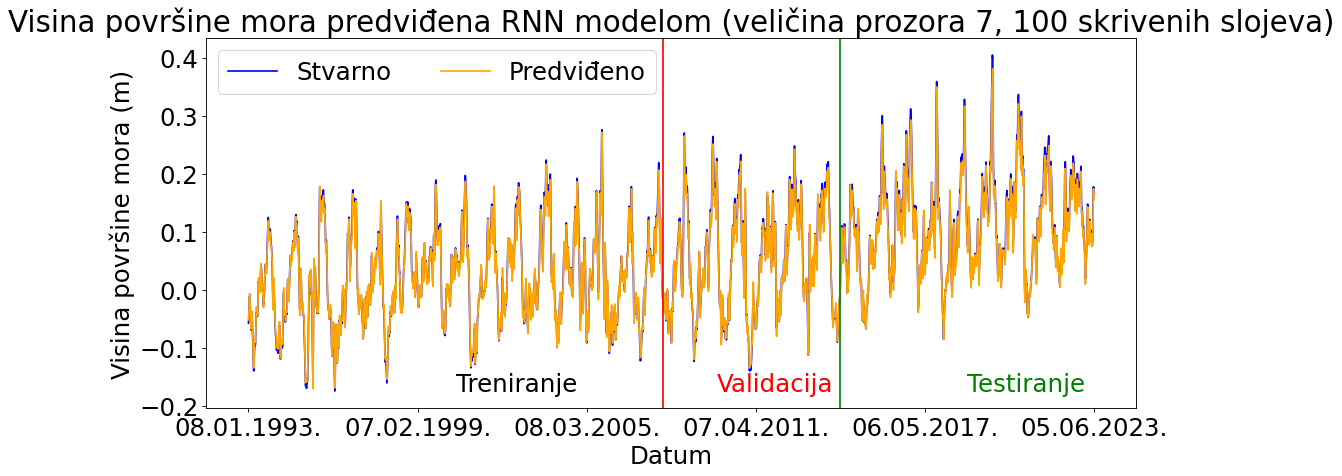 Visina površine mora predviđena RNN modelom (veličina prozora 7, 100 skrivenih slojeva)
Stvarno Predviđeno
Visina površine mora (m)
0.4
0.3
0.2
0.1
0.0
−0.1
−0.2
Treniranje Validacija Testiranje
08.01.1993. 07.02.1999. 08.03.2005. 07.04.2011. 06.05.2017. 05.06.2023.
Datum